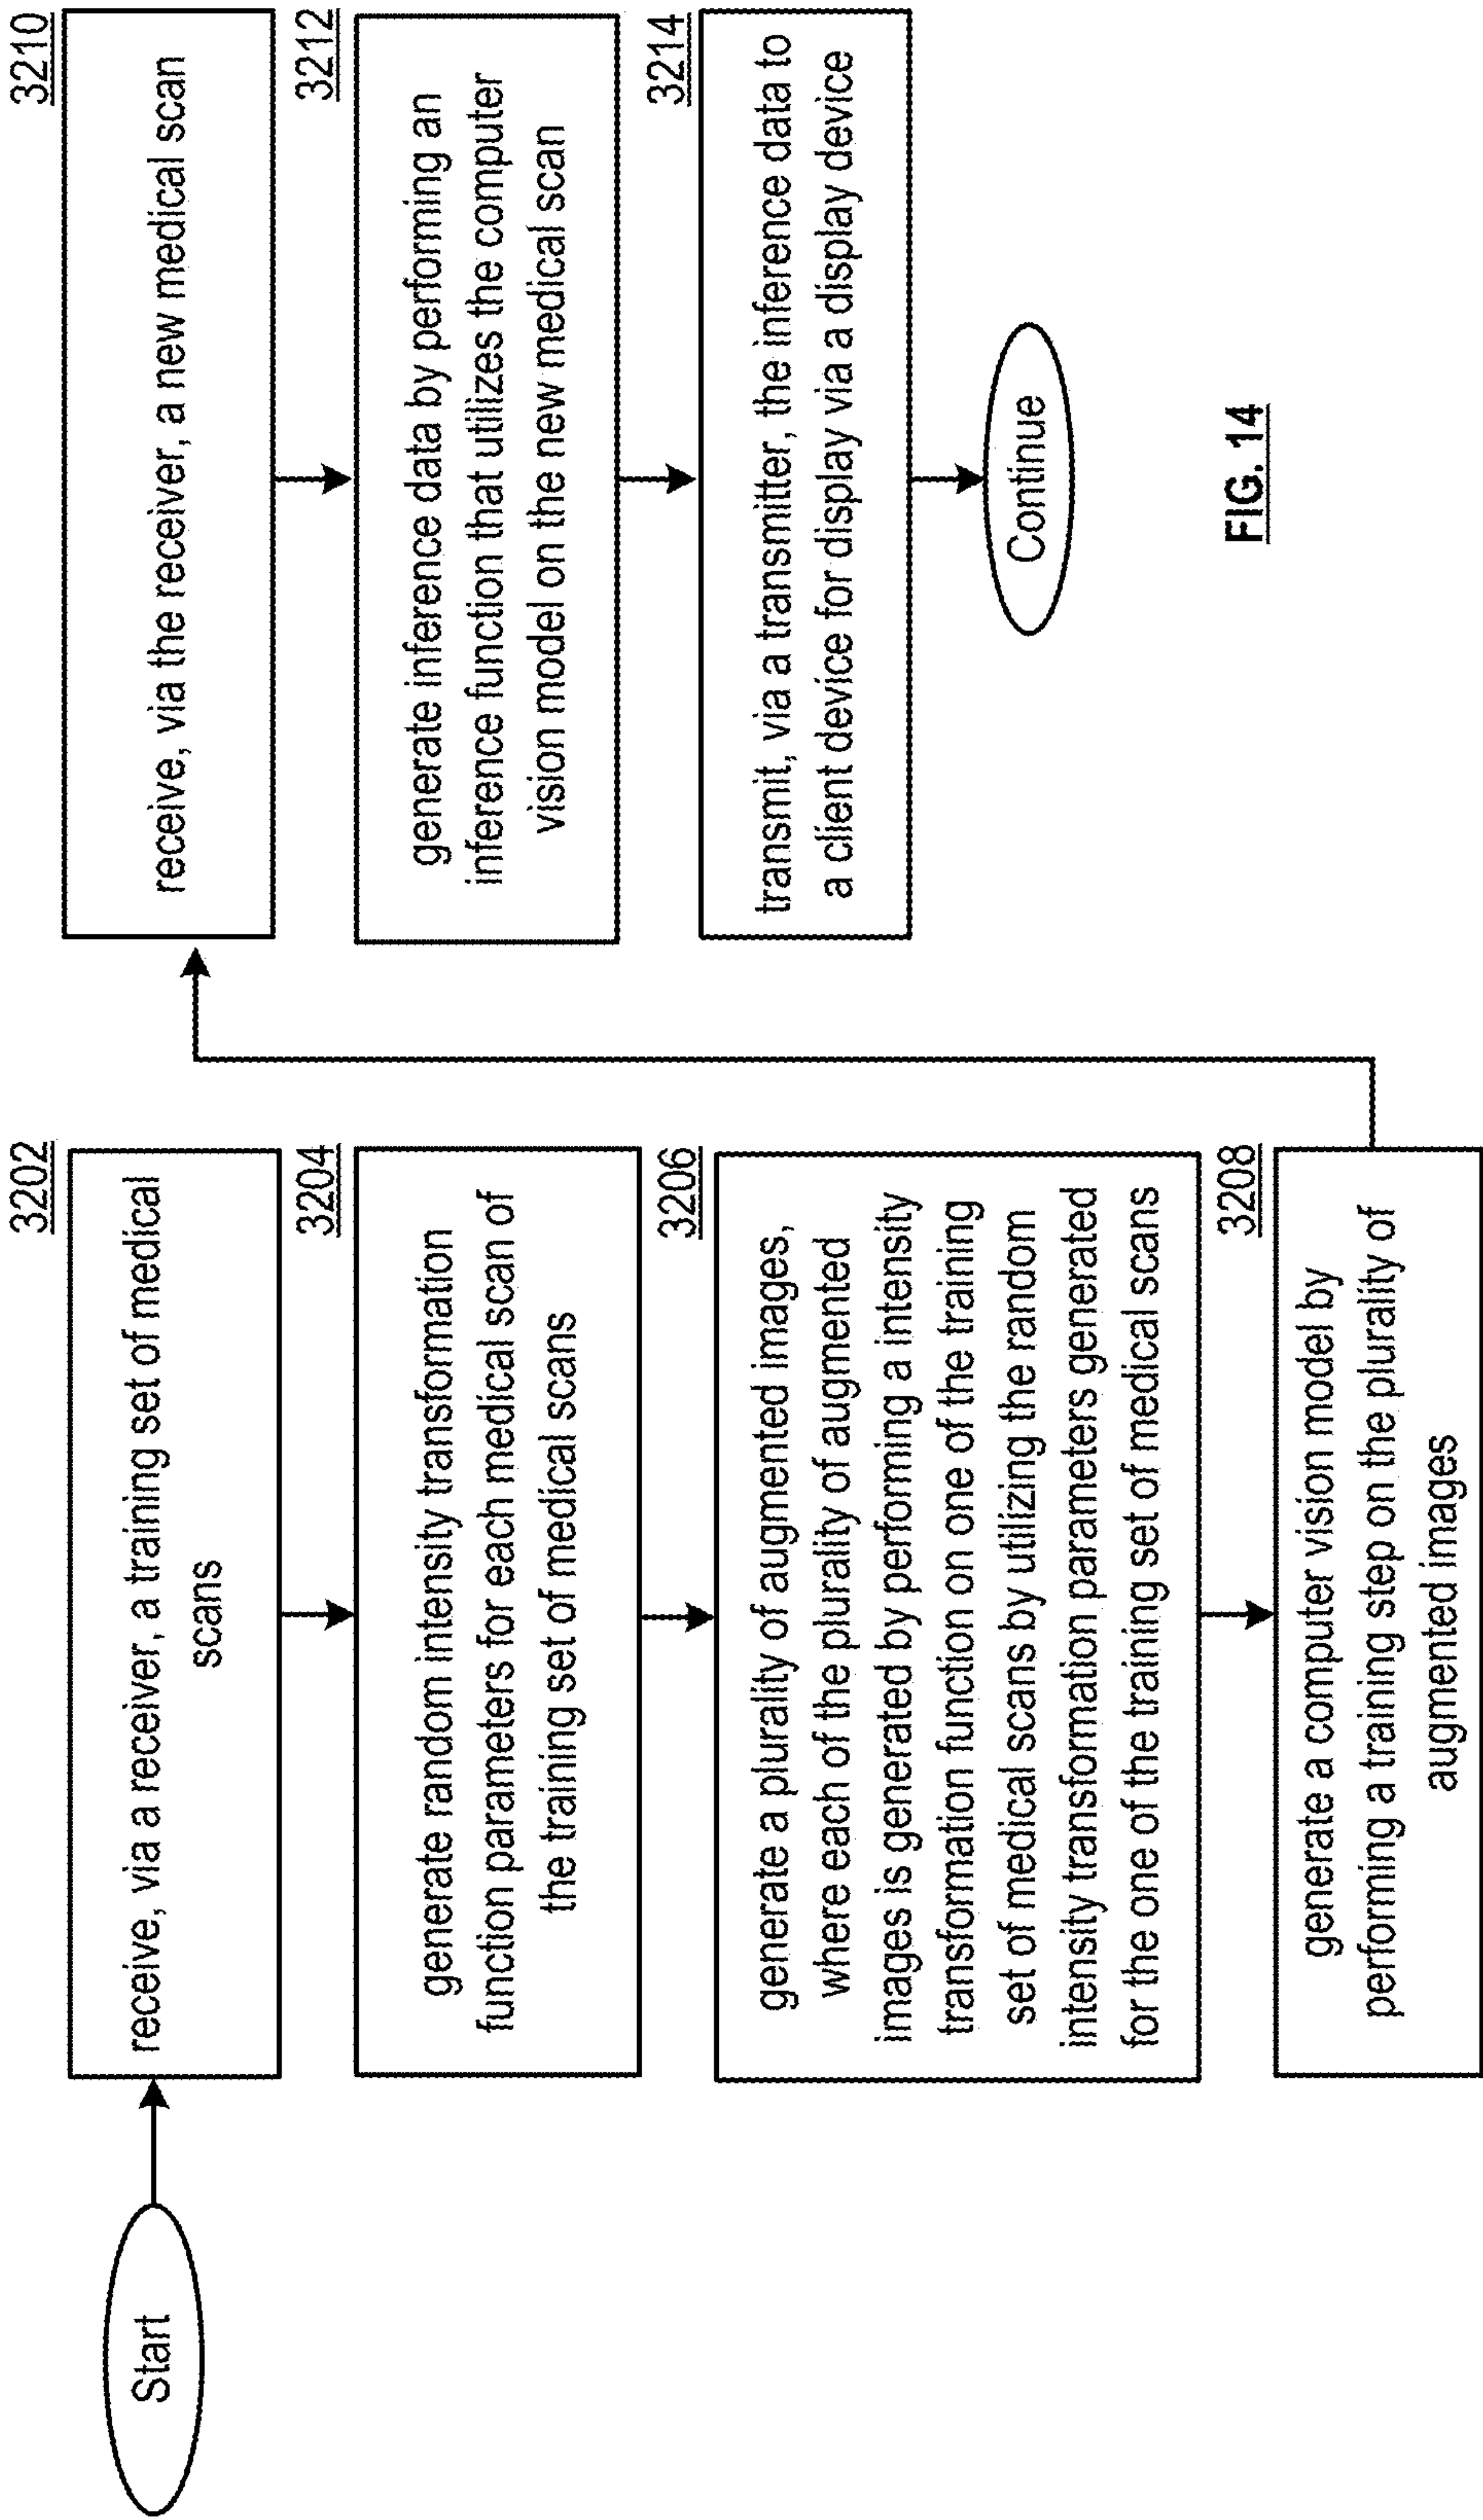 Start
3202
receive, via a receiver, a training set of medical
scans
3204
generate random intensity transformation
function parameters for each medical scan of
the training set of medical scans
3206
generate a plurality of augmented images,
where each of the plurality of augmented
images is generated by performing a intensity
transformation function on one of the training
set of medical scans by utilizing the random
intensity transformation parameters generated
for the one of the training set of medical scans
3208
generate a computer vision model by
performing a training step on the plurality of
augmented images
3210
receive, via the receiver, a new medical scan
3212
generate inference data by performing an
inference function that utilizes the computer
vision model on the new medical scan
3214
transmit, via a transmitter, the inference data to
a client device for display via a display device
Continue
FIG. 14